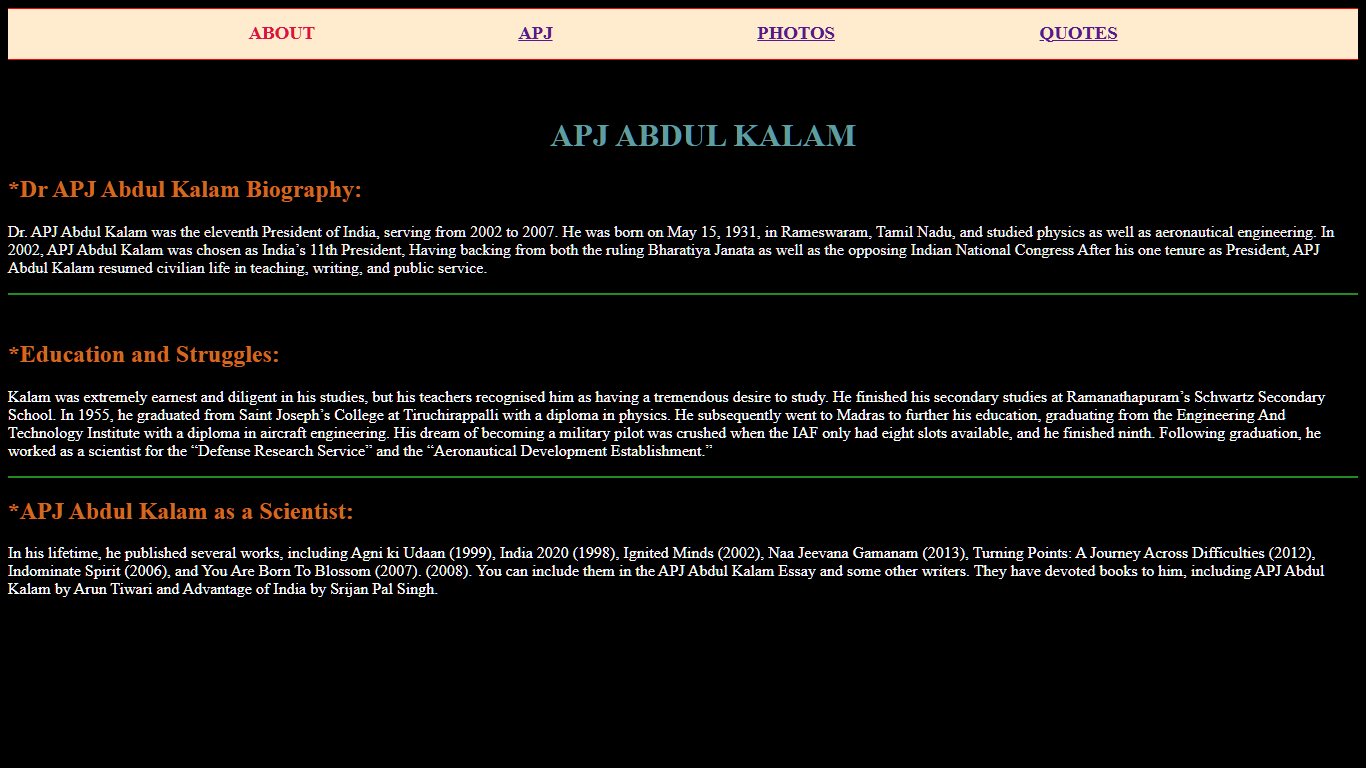 ABOUT APJ PHOTOS QUOTES
APJ ABDUL KALAM
*Dr APJ Abdul Kalam Biography:
Dr. APJ Abdul Kalam was the eleventh President of India, serving from 2002 to 2007. He was born on May 15, 1931, in Rameswaram, Tamil Nadu, and studied physics as well as aeronautical engineering. In
2002, APJ Abdul Kalam was chosen as India’s 11th President, Having backing from both the ruling Bharatiya Janata as well as the opposing Indian National Congress After his one tenure as President, APJ
Abdul Kalam resumed civilian life in teaching, writing, and public service.
*Education and Struggles:
Kalam was extremely earnest and diligent in his studies, but his teachers recognised him as having a tremendous desire to study. He finished his secondary studies at Ramanathapuram’s Schwartz Secondary
School. In 1955, he graduated from Saint Joseph’s College at Tiruchirappalli with a diploma in physics. He subsequently went to Madras to further his education, graduating from the Engineering And
Technology Institute with a diploma in aircraft engineering. His dream of becoming a military pilot was crushed when the IAF only had eight slots available, and he finished ninth. Following graduation, he
worked as a scientist for the “Defense Research Service” and the “Aeronautical Development Establishment.”
*APJ Abdul Kalam as a Scientist:
In his lifetime, he published several works, including Agni ki Udaan (1999), India 2020 (1998), Ignited Minds (2002), Naa Jeevana Gamanam (2013), Turning Points: A Journey Across Difficulties (2012),
Indominate Spirit (2006), and You Are Born To Blossom (2007). (2008). You can include them in the APJ Abdul Kalam Essay and some other writers. They have devoted books to him, including APJ Abdul
Kalam by Arun Tiwari and Advantage of India by Srijan Pal Singh.